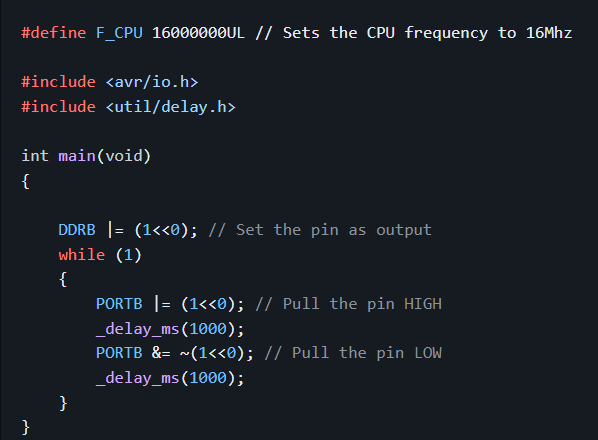 #define F_CPU 16000000UL // Sets the CPU frequency to 16Mhz
#include <avr/io.h>
#include <util/delay.h>
int main(void)
{
DDRB |= (1<<0); // Set the pin as output
while (1)
{
PORTB |= (1<<0); // Pull the pin HIGH
_delay_ms(1000);
PORTB &= ~(1<<0); // Pull the pin LOW
_delay_ms(1000);
}
}